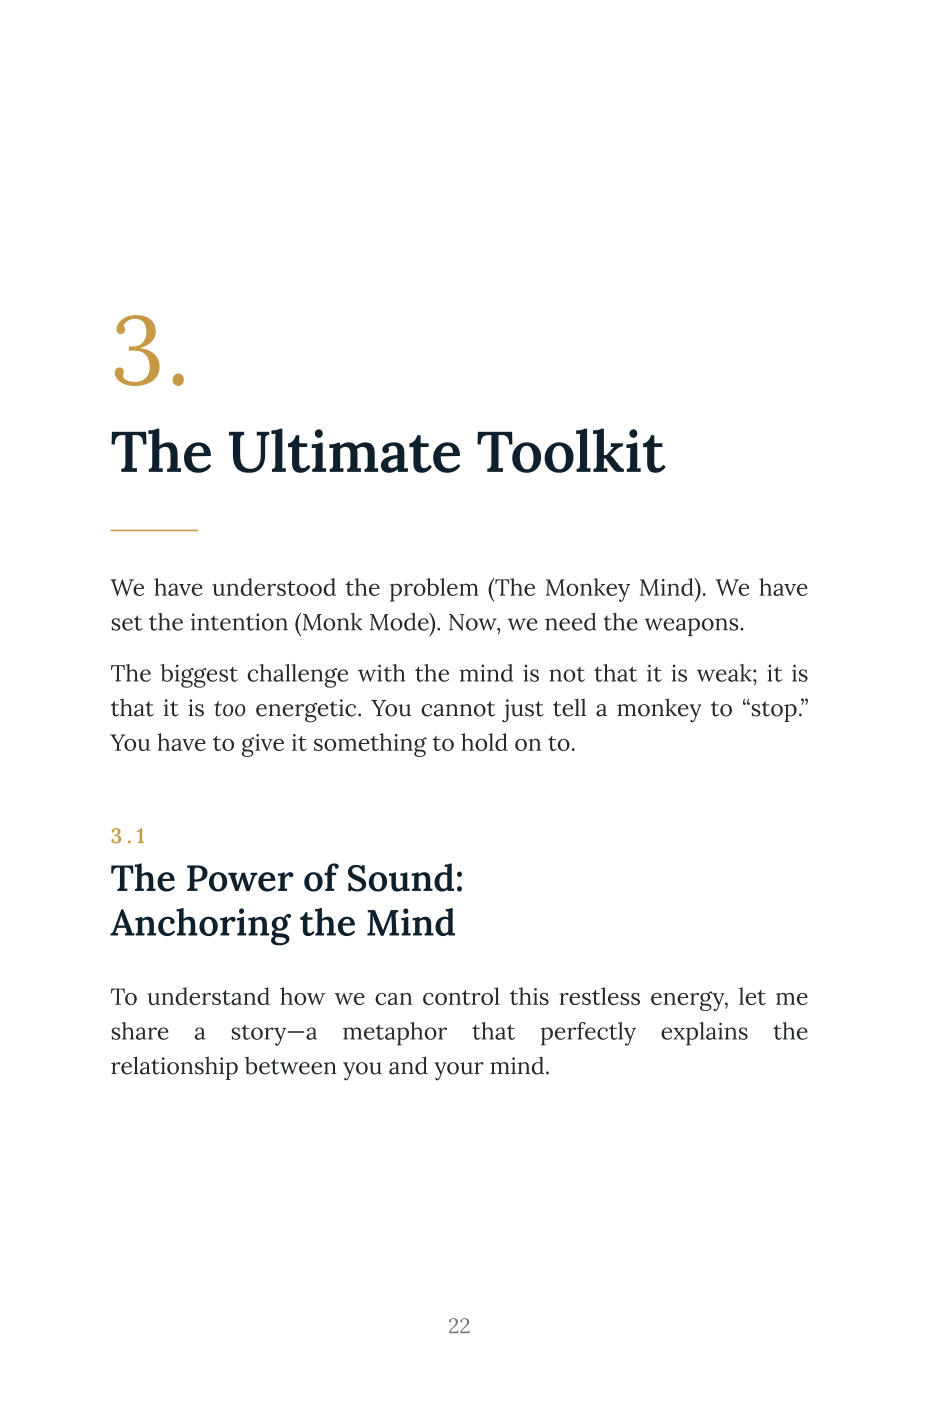 3.
The Ultimate Toolkit
We have understood the problem (The Monkey Mind). We have
set the intention (Monk Mode). Now, we need the weapons.
The biggest challenge with the mind is not that it is weak; it is
that it is too energetic. You cannot just tell a monkey to “stop.”
You have to give it something to hold on to.
3.1
The Power of Sound:
Anchoring the Mind
To understand how we can control this restless energy, let me
share a story—a metaphor that perfectly explains the
relationship between you and your mind.
22